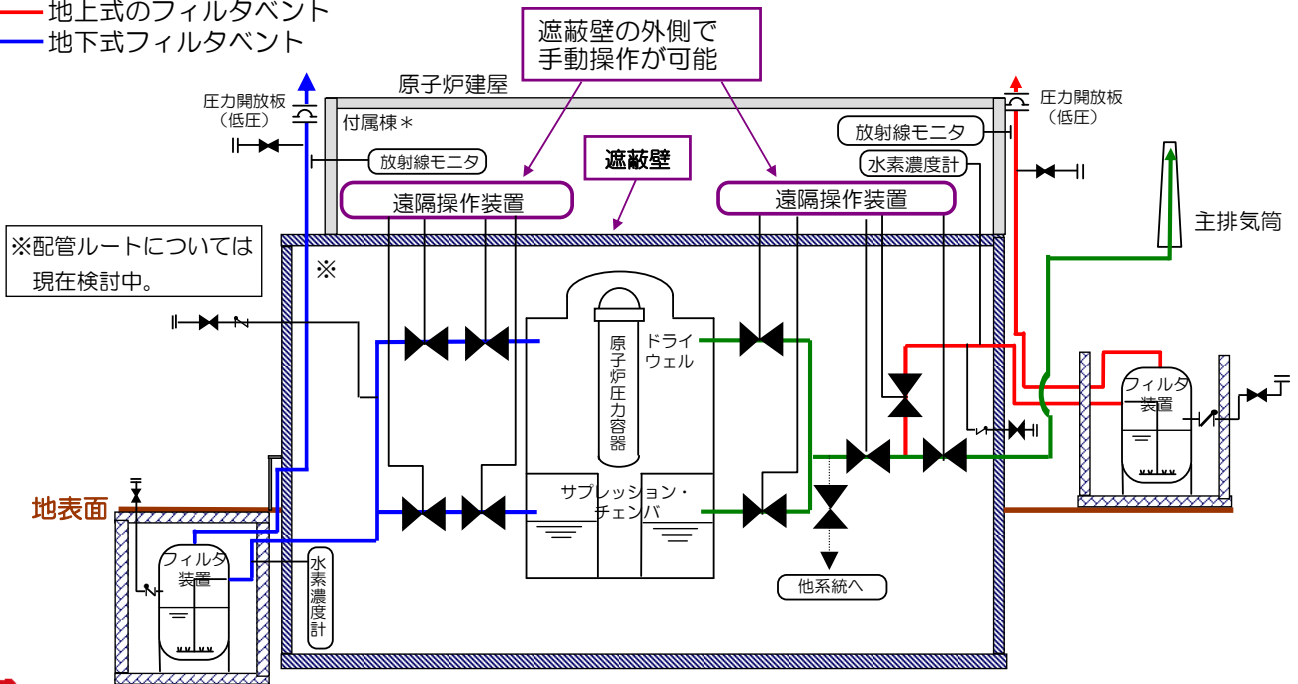 地上式のフィルタベント
地下式フィルタベント
遮蔽壁の外側で
手動操作が可能
原子炉建屋
圧力開放板
（低圧）
付属棟＊
放射線モニタ
遮蔽壁
放射線モニタ
水素濃度計
圧力開放板
（低圧）
遠隔操作装置
遠隔操作装置
主排気筒
※配管ルートについては
現在検討中。
※
ドライ
ウェル
原子炉圧力容器
フィルタ
装置
サプレッション・
チェンバ
地表面
フィルタ
装置
水素濃度計
他系統へ